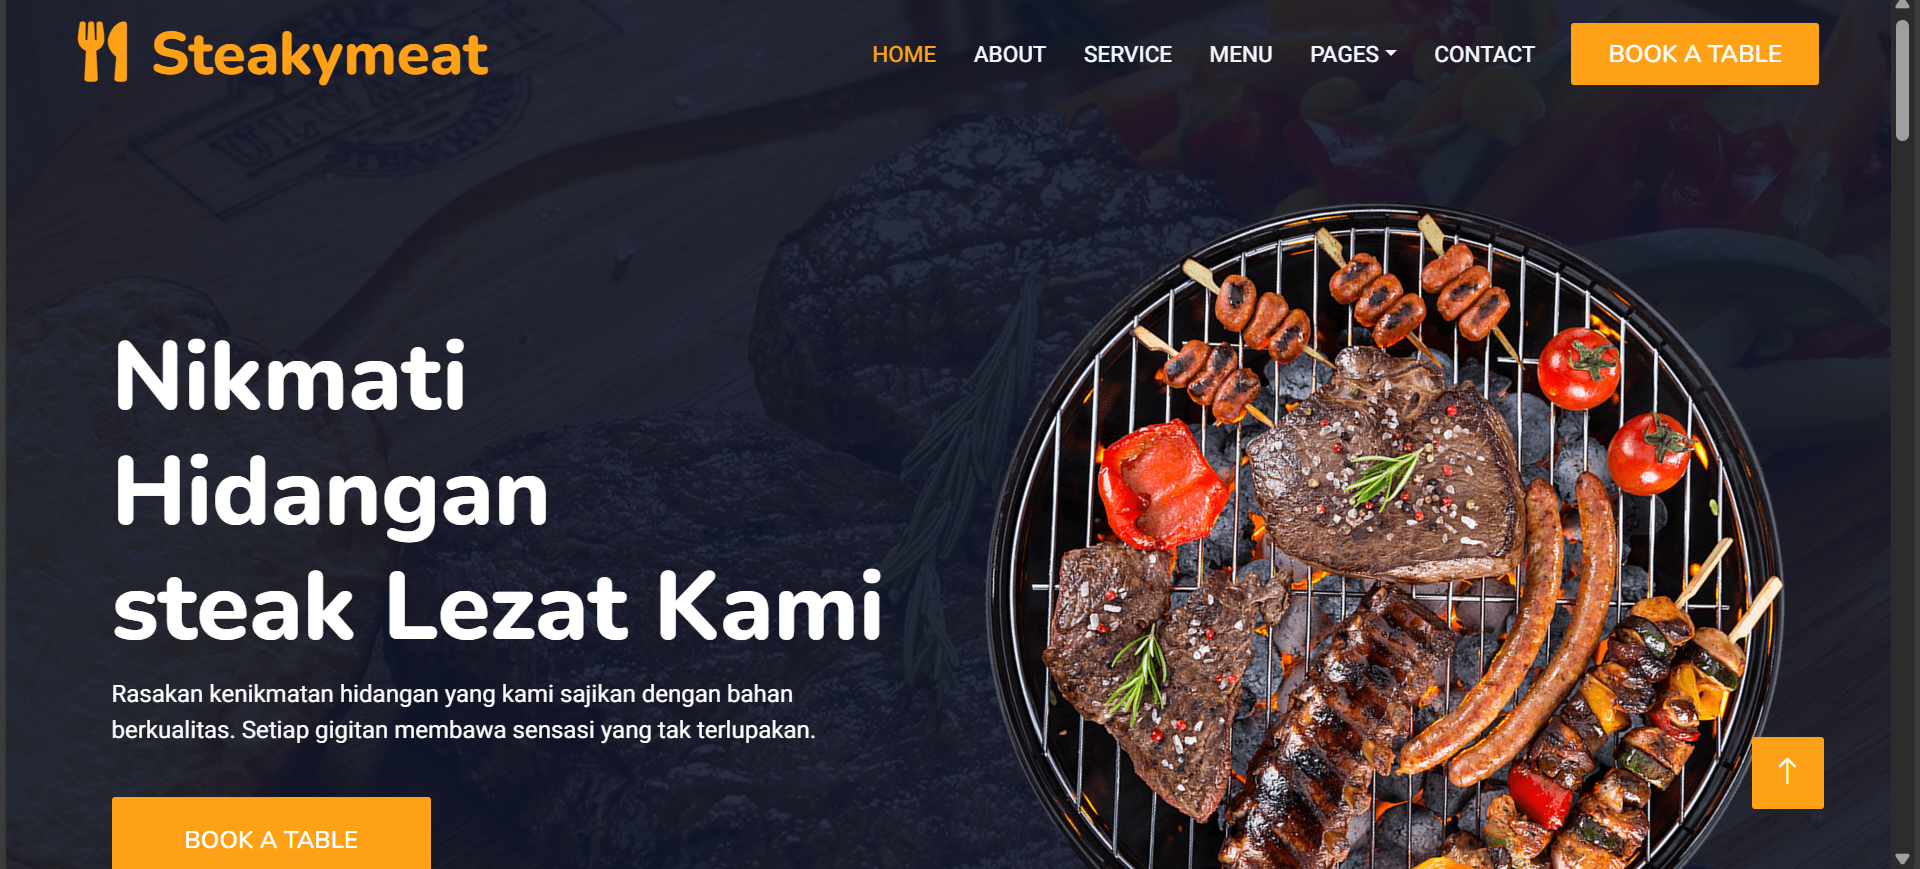 Steakymeat
HOME ABOUT SERVICE MENU PAGES CONTACT BOOK A TABLE
Nikmati
Hidangan
steak Lezat Kami
Rasakan kenikmatan hidangan yang kami sajikan dengan bahan
berkualitas. Setiap gigitan membawa sensasi yang tak terlupakan.
BOOK A TABLE